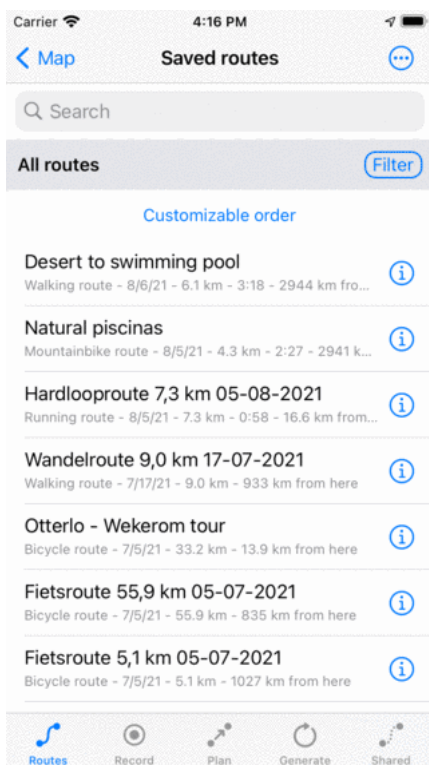 Carrier 4:16 PM
Map Saved routes
Search
All routes Filter
Customizable order
Desert to swimming pool
Walking route - 8/6/21 - 6.1 km - 3:18 - 2944 km fro...
Natural piscinas
Mountainbike route - 8/5/21 - 4.3 km - 2:27 - 2941 k...
Hardlooproute 7,3 km 05-08-2021
Running route - 8/5/21 - 7.3 km - 0:58 - 16.6 km from...
Wandelroute 9,0 km 17-07-2021
Walking route - 7/17/21 - 9.0 km - 933 km from here
Otterlo - Wekerom tour
Bicycle route - 7/5/21 - 33.2 km - 13.9 km from here
Fietsroute 55,9 km 05-07-2021
Bicycle route - 7/5/21 - 55.9 km - 835 km from here
Fietsroute 5,1 km 05-07-2021
Bicycle route - 7/5/21 - 5.1 km - 1027 km from here
Routes Record Plan Generate Shared